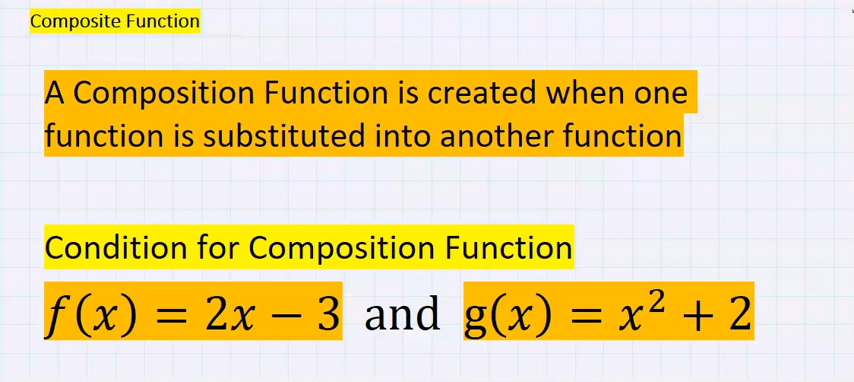 Composite Function
A Composition Function is created when one
function is substituted into another function
Condition for Composition Function
f(x) = 2x − 3 and g(x) = x² + 2